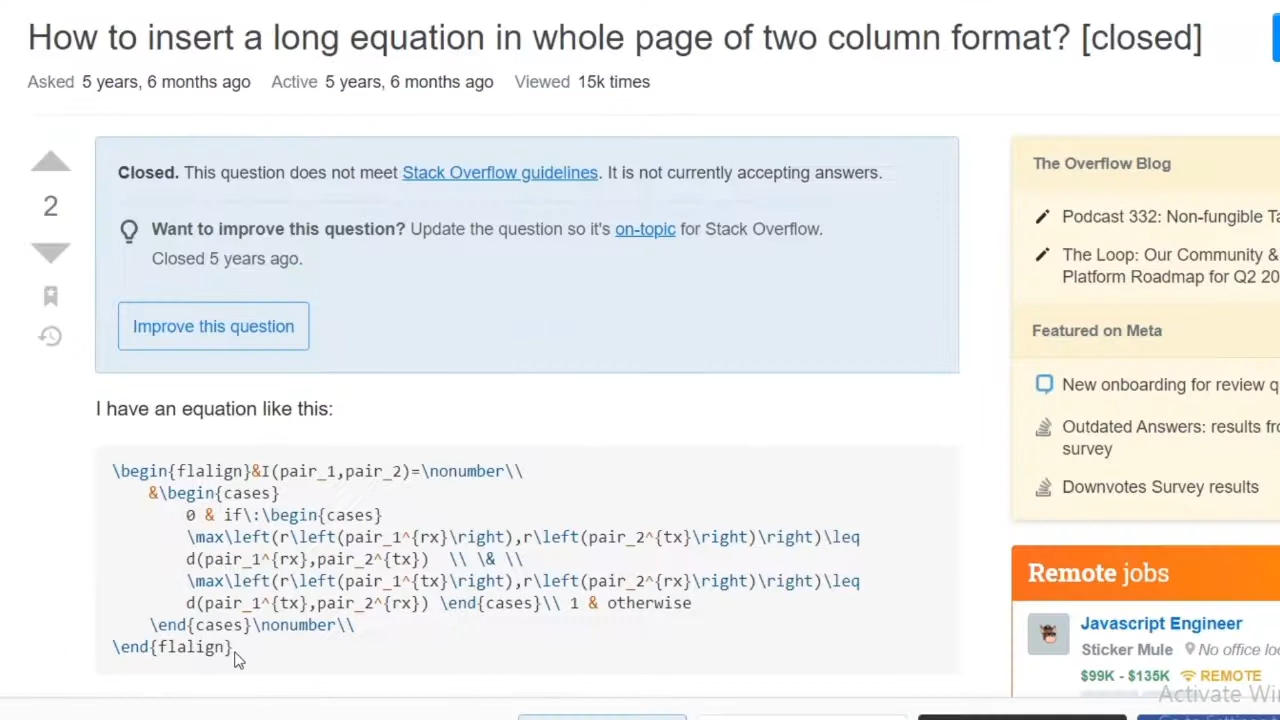 How to insert a long equation in whole page of two column format? [closed]
Asked 5 years, 6 months ago Active 5 years, 6 months ago Viewed 15k times
2
Closed. This question does not meet Stack Overflow guidelines. It is not currently accepting answers.
Want to improve this question? Update the question so it's on-topic for Stack Overflow.
Closed 5 years ago.
Improve this question
I have an equation like this:
\begin{flalign}&I(pair_1,pair_2)=\nonumber\\
&\begin{cases}
0 & if\:\begin{cases}
\max\left(r\left(pair_1^{rx}\right),r\left(pair_2^{tx}\right)\right)\leq
d(pair_1^{rx},pair_2^{tx}) \\ \& \\
\max\left(r\left(pair_1^{tx}\right),r\left(pair_2^{rx}\right)\right)\leq
d(pair_1^{tx},pair_2^{rx}) \end{cases}\\ 1 & otherwise
\end{cases}\nonumber\\
\end{flalign}
The Overflow Blog
Podcast 332: Non-fungible Ta
The Loop: Our Community &
Platform Roadmap for Q2 20
Featured on Meta
New onboarding for review q
Outdated Answers: results fro
survey
Downvotes Survey results
Remote jobs
Javascript Engineer
Sticker Mule No office lo
$99K - $135K REMOTE
Activate Wi